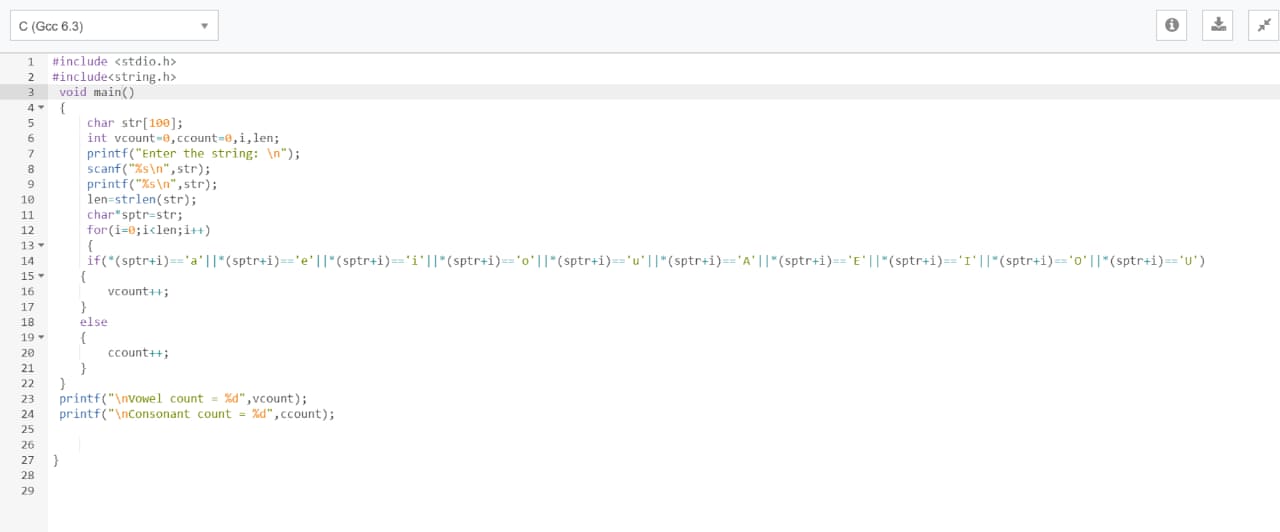 C (Gcc 6.3)
1 #include <stdio.h>
2 #include<string.h>
3 void main()
4 {
5 char str[100];
6 int vcount=0,ccount=0,i,len;
7 printf("Enter the string: \n");
8 scanf("%s\n",str);
9 printf("%s\n",str);
10 len=strlen(str);
11 char*sptr=str;
12 for(i=0;i<len;i++)
13 {
14 if(*(sptr+i)=='a'||*(sptr+i)=='e'||*(sptr+i)=='i'||*(sptr+i)=='o'||*(sptr+i)=='u'||*(sptr+i)=='A'||*(sptr+i)=='E'||*(sptr+i)=='I'||*(sptr+i)=='O'||*(sptr+i)=='U')
15 {
16 vcount++;
17 }
18 else
19 {
20 ccount++;
21 }
22 }
23 printf("\nVowel count = %d",vcount);
24 printf("\nConsonant count = %d",ccount);
25
26
27 }
28
29